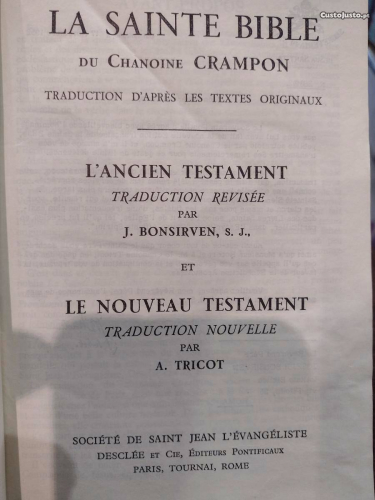 CustoJusto.pt
LA SAINTE BIBLE
DU CHANOINE CRAMPON
TRADUCTION D'APRÈS LES TEXTES ORIGINAUX
L'ANCIEN TESTAMENT
TRADUCTION REVISÉE
PAR
J. BONSIRVEN, S. J.,
ET
LE NOUVEAU TESTAMENT
TRADUCTION NOUVELLE
PAR
A. TRICOT
SOCIÉTÉ DE SAINT JEAN L'ÉVANGÉLISTE
DESCLÉE ET CIE, ÉDITEURS PONTIFICAUX
PARIS, TOURNAI, ROME